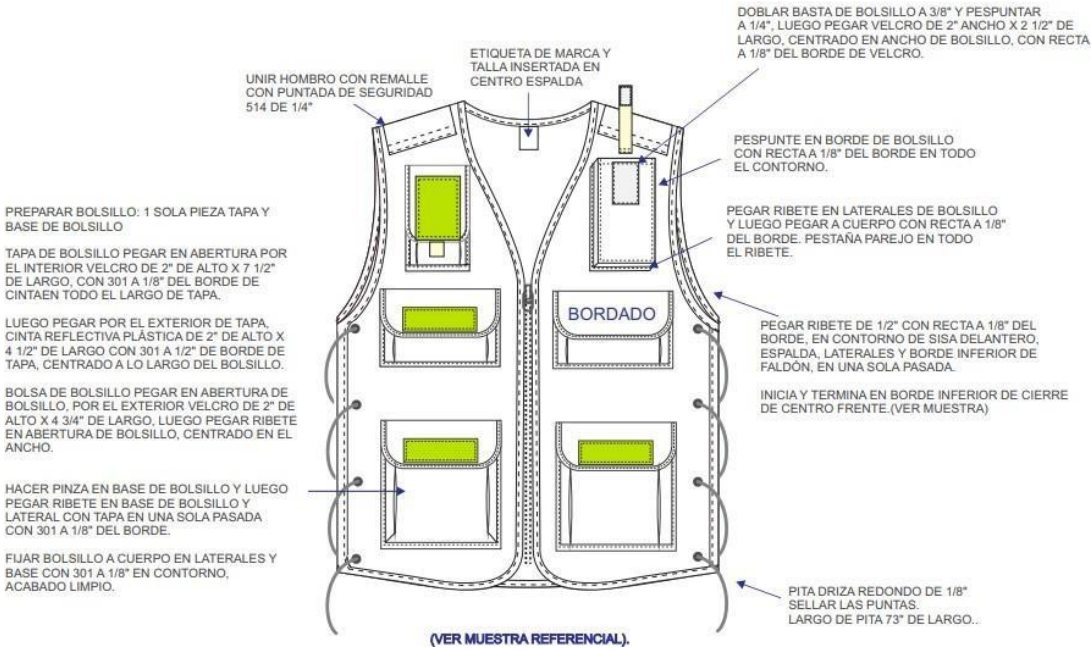 DOBLAR BASTA DE BOLSILLO A 3/8" Y PESPUNTAR
A 1/4", LUEGO PEGAR VELCRO DE 2" ANCHO X 2 1/2" DE
LARGO, CENTRADO EN ANCHO DE BOLSILLO, CON RECTA
A 1/8" DEL BORDE DE VELCRO.
ETIQUETA DE MARCA Y
TALLA INSERTADA EN
CENTRO ESPALDA
UNIR HOMBRO CON REMALLE
CON PUNTADA DE SEGURIDAD
514 DE 1/4"
PESPUNTE EN BORDE DE BOLSILLO
CON RECTA A 1/8" DEL BORDE EN TODO
EL CONTORNO.
PREPARAR BOLSILLO: 1 SOLA PIEZA TAPA Y
BASE DE BOLSILLO
TAPA DE BOLSILLO PEGAR EN ABERTURA POR
EL INTERIOR VELCRO DE 2" DE ALTO X 7 1/2"
DE LARGO, CON 301 A 1/8" DEL BORDE DE
CINTAEN TODO EL LARGO DE TAPA.
LUEGO PEGAR POR EL EXTERIOR DE TAPA,
CINTA REFLECTIVA PLÁSTICA DE 2" DE ALTO X
4 1/2" DE LARGO CON 301 A 1/2" DE BORDE DE
TAPA, CENTRADO A LO LARGO DEL BOLSILLO.
BOLSA DE BOLSILLO PEGAR EN ABERTURA DE
BOLSILLO, POR EL EXTERIOR VELCRO DE 2" DE
ALTO X 4 3/4" DE LARGO, LUEGO PEGAR RIBETE
EN ABERTURA DE BOLSILLO, CENTRADO EN EL
ANCHO.
HACER PINZA EN BASE DE BOLSILLO Y LUEGO
PEGAR RIBETE EN BASE DE BOLSILLO Y
LATERAL CON TAPA EN UNA SOLA PASADA
CON 301 A 1/8" DEL BORDE.
FIJAR BOLSILLO A CUERPO EN LATERALES Y
BASE CON 301 A 1/8" EN CONTORNO,
ACABADO LIMPIO.
PEGAR RIBETE EN LATERALES DE BOLSILLO
Y LUEGO PEGAR A CUERPO CON RECTA A 1/8"
DEL BORDE. PESTAÑA PAREJO EN TODO
EL RIBETE.
BORDADO
PEGAR RIBETE DE 1/2" CON RECTA A 1/8" DEL
BORDE, EN CONTORNO DE SISA DELANTERO,
ESPALDA, LATERALES Y BORDE INFERIOR DE
FALDÓN, EN UNA SOLA PASADA.
INICIA Y TERMINA EN BORDE INFERIOR DE CIERRE
DE CENTRO FRENTE.(VER MUESTRA)
PITA DRIZA REDONDO DE 1/8"
SELLAR LAS PUNTAS.
LARGO DE PITA 73" DE LARGO..
(VER MUESTRA REFERENCIAL).